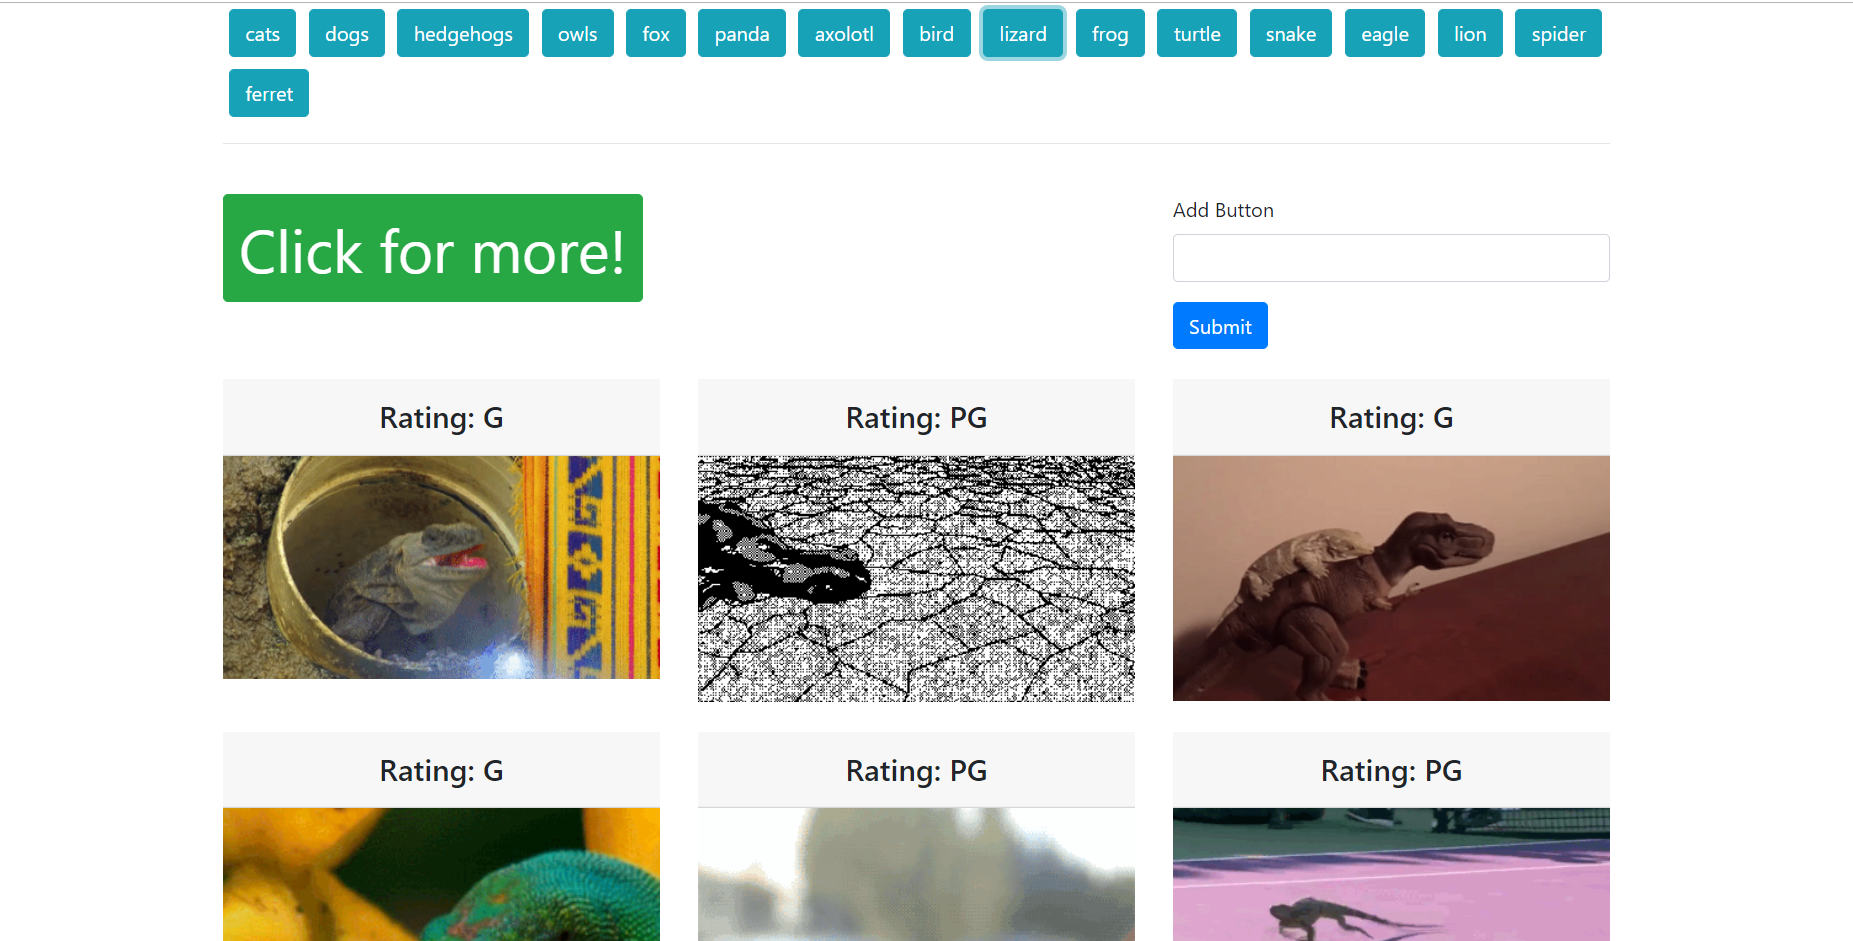 cats dogs hedgehogs owls fox panda axolotl bird lizard frog turtle snake eagle lion spider
ferret
Click for more!
Add Button
Submit
Rating: G
Rating: PG
Rating: G
Rating: G
Rating: PG
Rating: PG